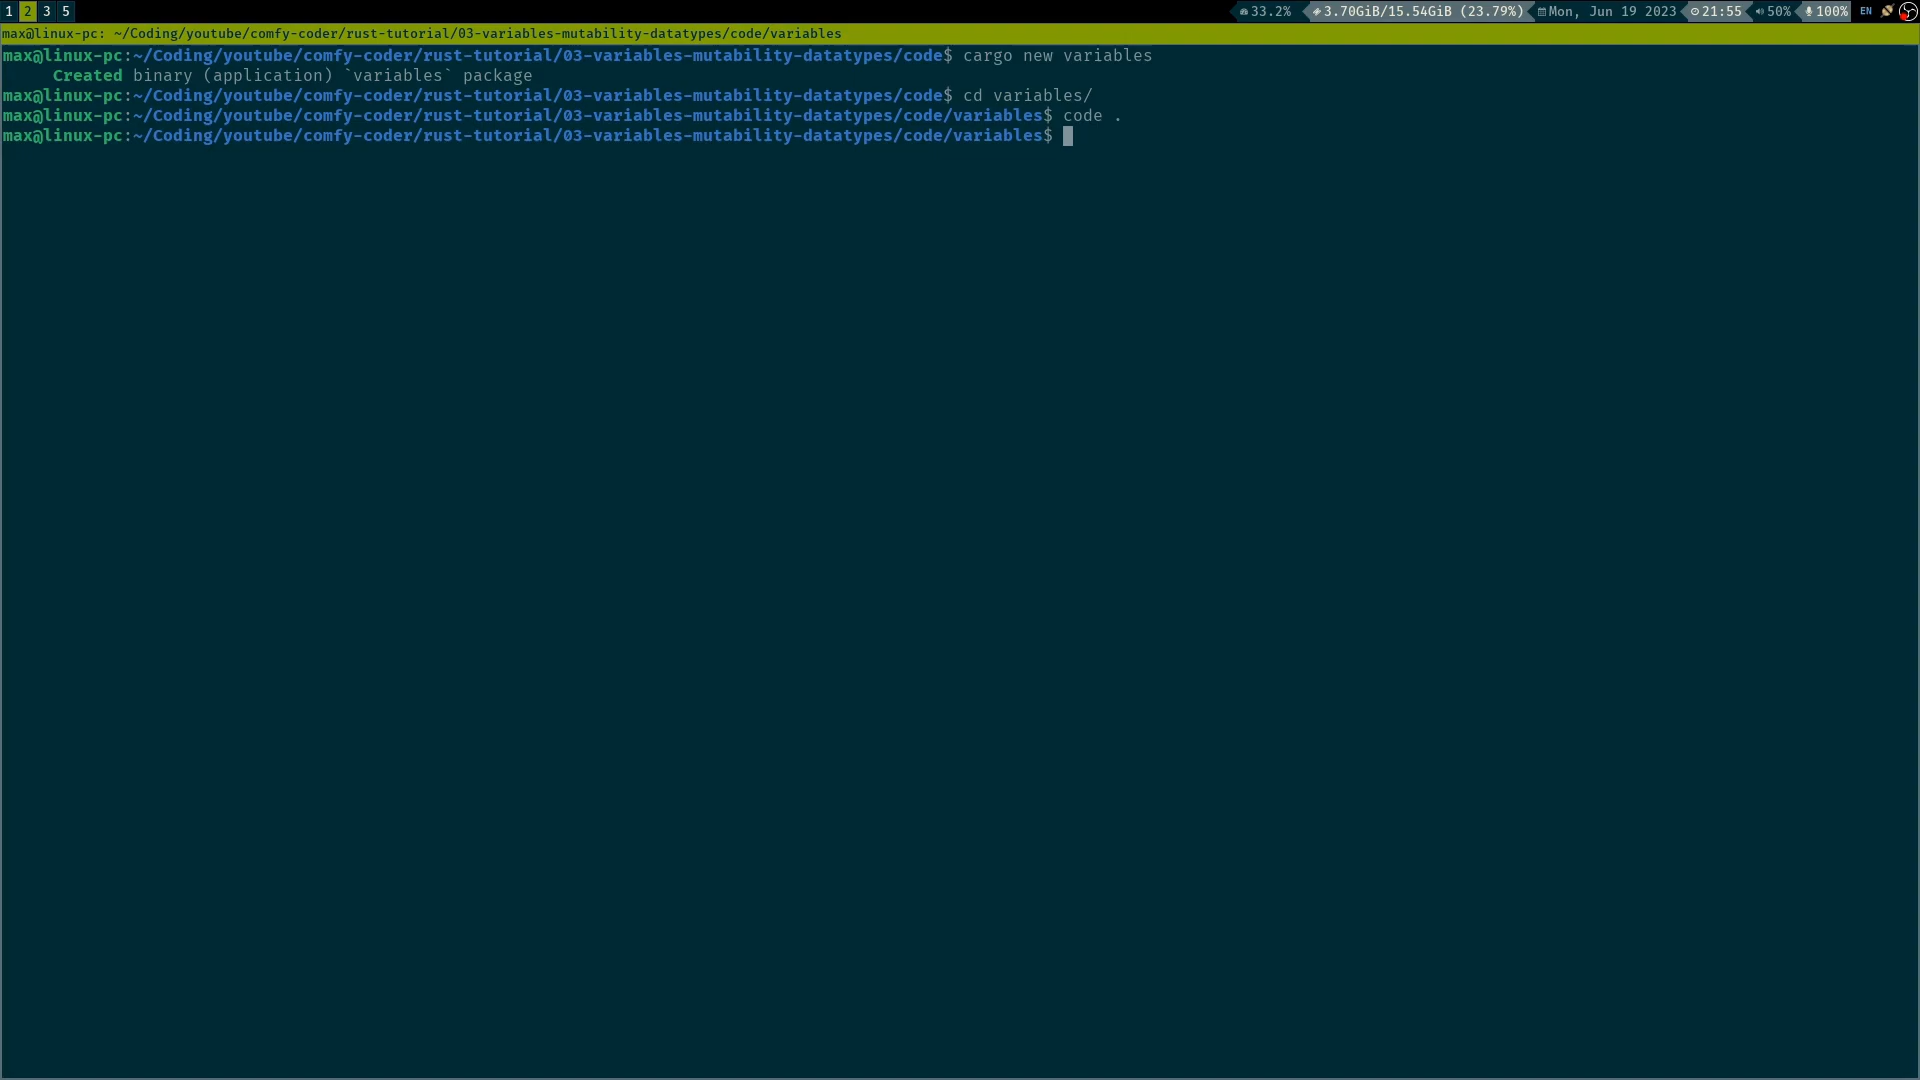 1 2 3 5 33.2% 3.70GiB/15.54GiB (23.79%) Mon, Jun 19 2023 21:55 50% 100% EN
max@linux-pc: ~/Coding/youtube/comfy-coder/rust-tutorial/03-variables-mutability-datatypes/code/variables
max@linux-pc:~/Coding/youtube/comfy-coder/rust-tutorial/03-variables-mutability-datatypes/code$ cargo new variables
Created binary (application) `variables` package
max@linux-pc:~/Coding/youtube/comfy-coder/rust-tutorial/03-variables-mutability-datatypes/code$ cd variables/
max@linux-pc:~/Coding/youtube/comfy-coder/rust-tutorial/03-variables-mutability-datatypes/code/variables$ code .
max@linux-pc:~/Coding/youtube/comfy-coder/rust-tutorial/03-variables-mutability-datatypes/code/variables$